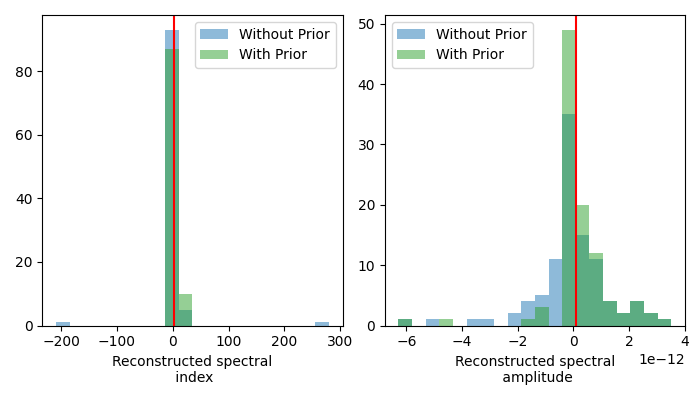 Without Prior
With Prior
80
60
40
20
0
−200
−100
0
100
200
300
Reconstructed spectral
index
Without Prior
With Prior
50
40
30
20
10
0
−6
−4
−2
0
2
4
1e−12
Reconstructed spectral
amplitude